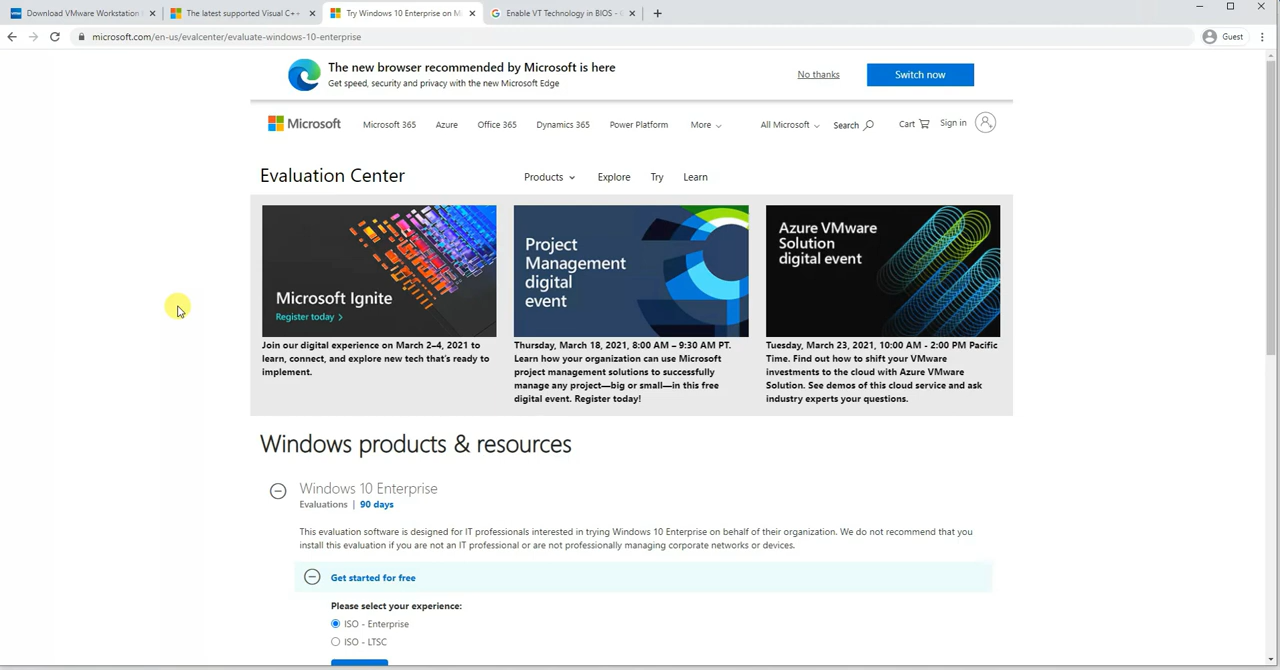 Download VMware Workstation
The latest supported Visual C++
Try Windows 10 Enterprise on M
Enable VT Technology in BIOS -
microsoft.com/en-us/evalcenter/evaluate-windows-10-enterprise
Guest
The new browser recommended by Microsoft is here
Get speed, security and privacy with the new Microsoft Edge
No thanks
Switch now
Microsoft
Microsoft 365
Azure
Office 365
Dynamics 365
Power Platform
More
All Microsoft
Search
Cart
Sign in
Evaluation Center
Products
Explore
Try
Learn
Microsoft Ignite
Register today >
Join our digital experience on March 2–4, 2021 to
learn, connect, and explore new tech that's ready to
implement.
Project
Management
digital
event
Thursday, March 18, 2021, 8:00 AM – 9:30 AM PT.
Learn how your organization can use Microsoft
project management solutions to successfully
manage any project—big or small—in this free
digital event. Register today!
Azure VMware
Solution
digital event
Tuesday, March 23, 2021, 10:00 AM - 2:00 PM Pacific
Time. Find out how to shift your VMware
investments to the cloud with Azure VMware
Solution. See demos of this cloud service and ask
industry experts your questions.
Windows products & resources
Windows 10 Enterprise
Evaluations | 90 days
This evaluation software is designed for IT professionals interested in trying Windows 10 Enterprise on behalf of their organization. We do not recommend that you
install this evaluation if you are not an IT professional or are not professionally managing corporate networks or devices.
Get started for free
Please select your experience:
ISO - Enterprise
ISO - LTSC